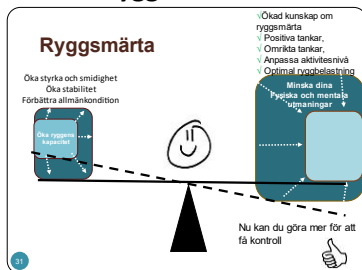 Ryggsmärta
√Ökad kunskap om
ryggsmärta
√ Positiva tankar,
√ Omrikta tankar,
√ Anpassa aktivitesnivå
√ Optimal ryggbelastning
Öka styrka och smidighet
Öka stabilitet
Förbättra allmänkondition
Öka ryggens
kapacitet
Minska dina
Fysiska och mentala
utmaningar
Nu kan du göra mer för att
få kontroll
31